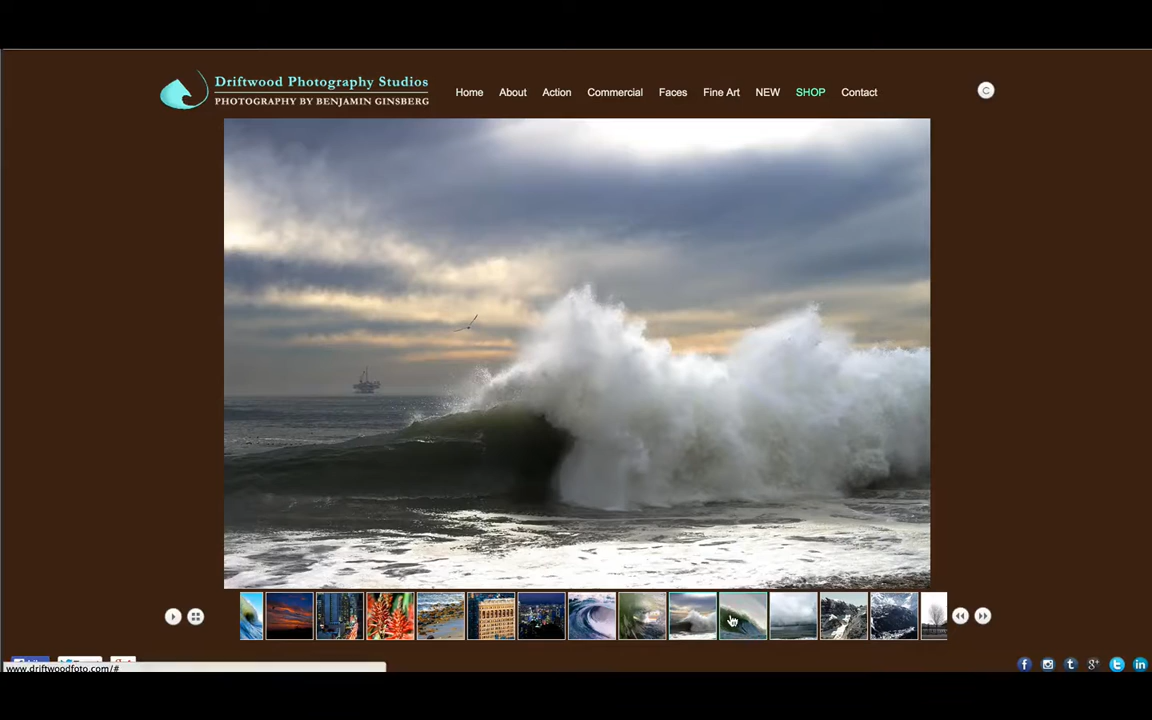 Driftwood Photography Studios
PHOTOGRAPHY BY BENJAMIN GINSBERG
Home About Action Commercial Faces Fine Art NEW SHOP Contact
www.driftwoodfoto.com/#